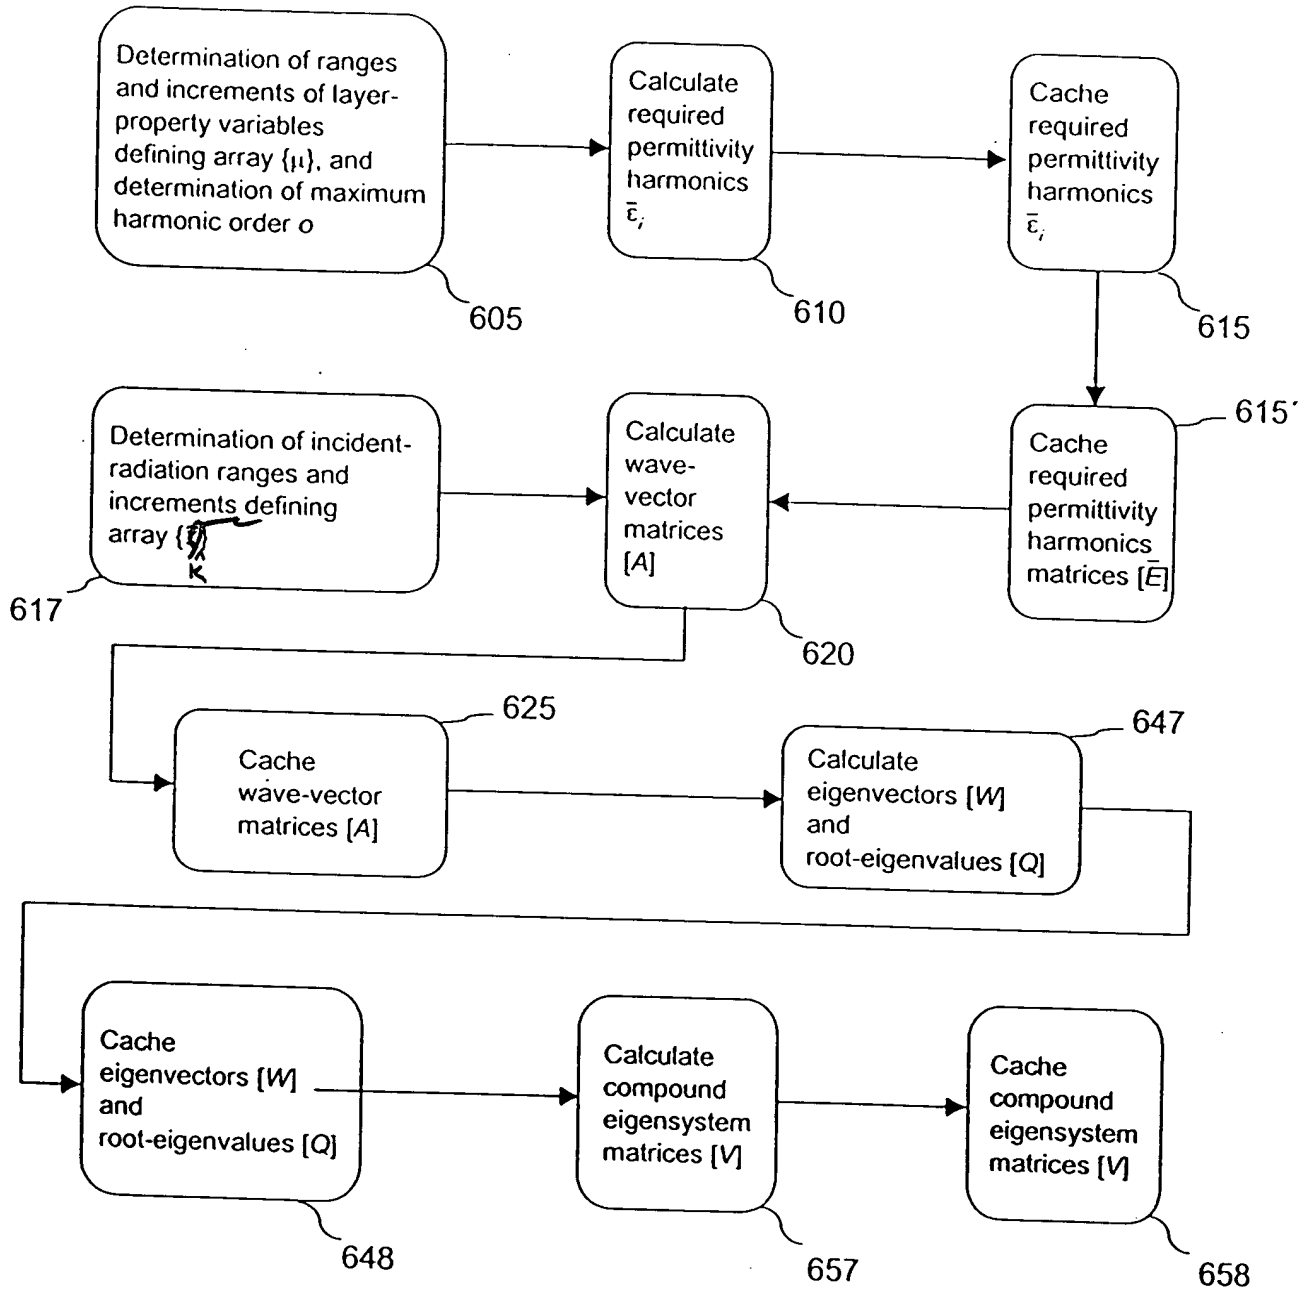 Determination of ranges
and increments of layer-
property variables
defining array {μ}, and
determination of maximum
harmonic order o
605
Calculate
required
permittivity
harmonics
ε̅i
610
Cache
required
permittivity
harmonics
ε̅i
615
Determination of incident-
radiation ranges and
increments defining
array {
κ
617
Calculate
wave-
vector
matrices
[A]
620
615'
Cache
required
permittivity
harmonics
matrices [E̅]
625
Cache
wave-vector
matrices [A]
647
Calculate
eigenvectors [W]
and
root-eigenvalues [Q]
Cache
eigenvectors [W]
and
root-eigenvalues [Q]
648
Calculate
compound
eigensystem
matrices [V]
657
Cache
compound
eigensystem
matrices [V]
658